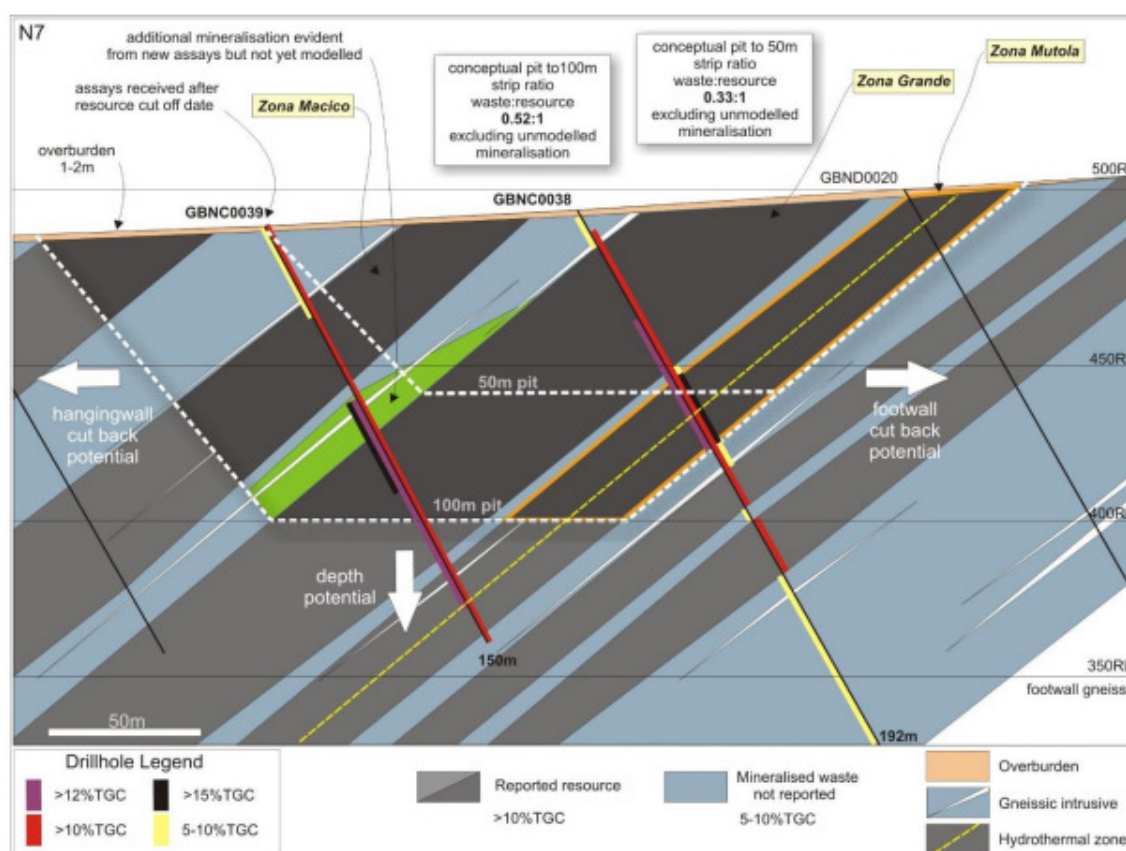 N7
additional mineralisation evident
from new assays but not yet modelled
assays received after
resource cut off date
Zona Macico
overburden
1-2m
conceptual pit to100m
strip ratio
waste:resource
0.52:1
excluding unmodelled
mineralisation
conceptual pit to 50m
strip ratio
waste:resource
0.33:1
excluding unmodelled
mineralisation
Zona Grande
Zona Mutola
GBNC0039
GBNC0038
GBND0020
500R
450RL
400R
350RL
50m pit
100m pit
hangingwall
cut back
potential
footwall
cut back
potential
depth
potential
150m
192m
footwall gneiss
50m
Drillhole Legend
>12%TGC
>15%TGC
>10%TGC
5-10%TGC
Reported resource
>10%TGC
Mineralised waste
not reported
5-10%TGC
Overburden
Gneissic intrusive
Hydrothermal zone